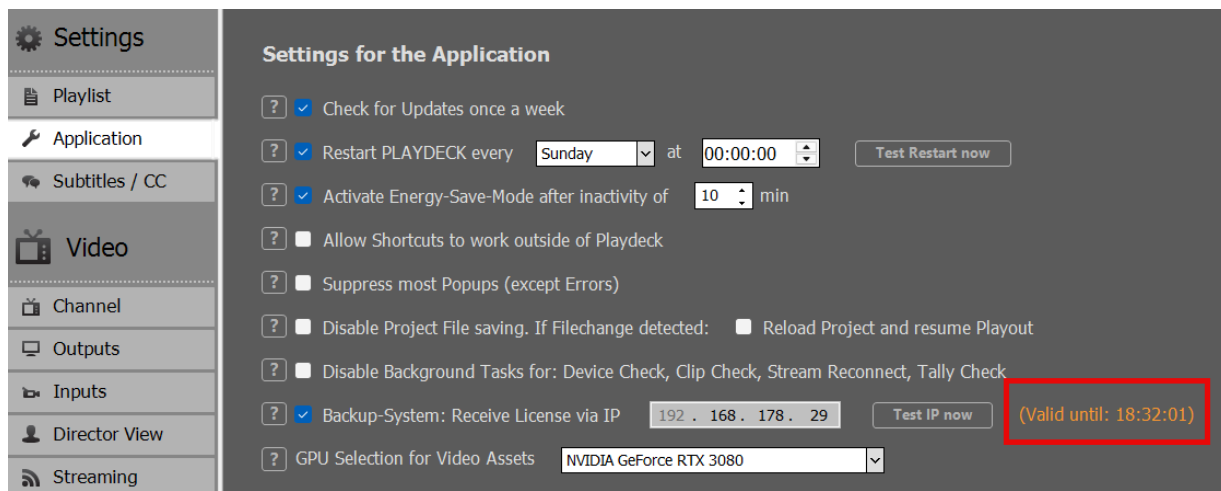 Settings
Playlist
Application
Subtitles / CC
Video
Channel
Outputs
Inputs
Director View
Streaming
Settings for the Application
? Check for Updates once a week
? Restart PLAYDECK every Sunday at 00:00:00 Test Restart now
? Activate Energy-Save-Mode after inactivity of 10 min
? Allow Shortcuts to work outside of Playdeck
? Suppress most Popups (except Errors)
? Disable Project File saving. If Filechange detected: Reload Project and resume Playout
? Disable Background Tasks for: Device Check, Clip Check, Stream Reconnect, Tally Check
? Backup-System: Receive License via IP 192 . 168 . 178 . 29 Test IP now (Valid until: 18:32:01)
? GPU Selection for Video Assets NVIDIA GeForce RTX 3080